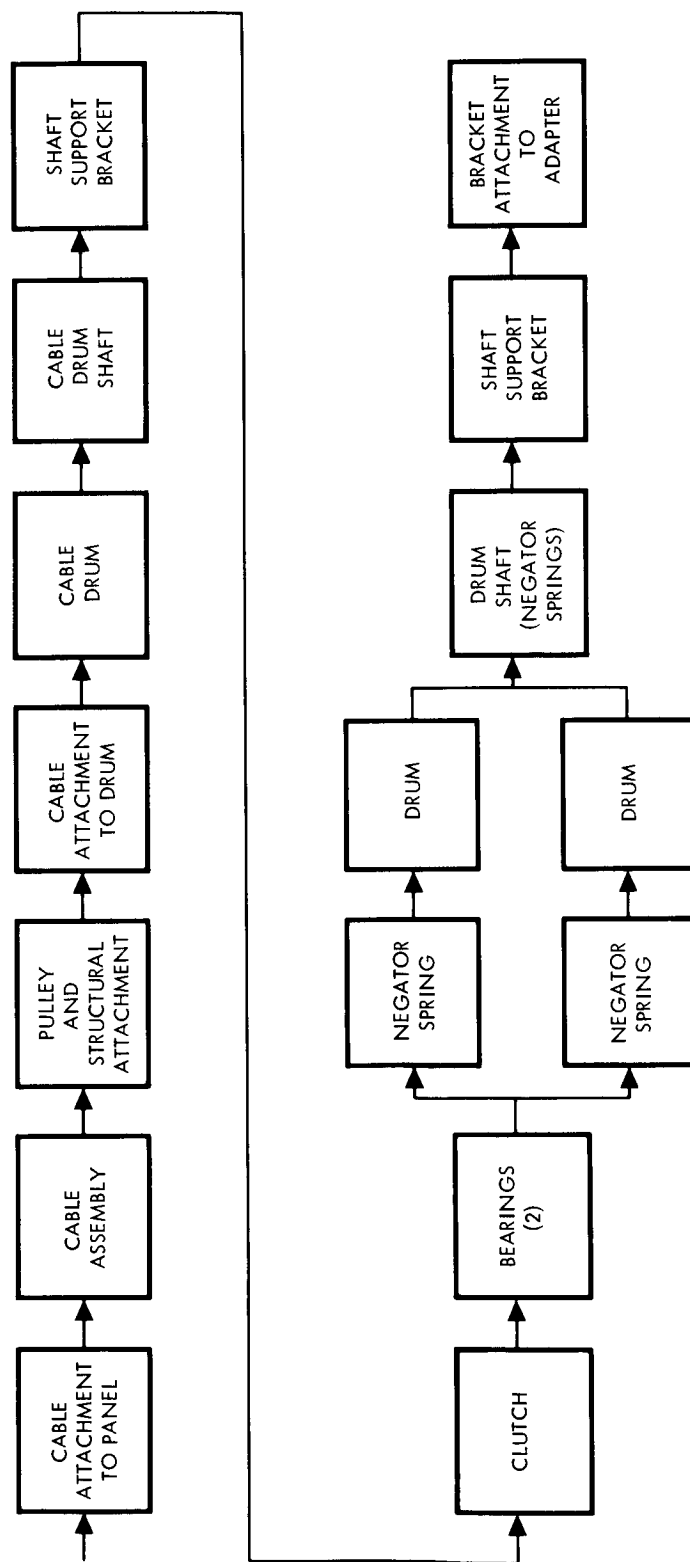 CABLE
ATTACHMENT
TO PANEL
CABLE
ASSEMBLY
PULLEY
AND
STRUCTURAL
ATTACHMENT
CABLE
ATTACHMENT
TO DRUM
CABLE
DRUM
CABLE
DRUM
SHAFT
SHAFT
SUPPORT
BRACKET
CLUTCH
BEARINGS
(2)
NEGATOR
SPRING
DRUM
NEGATOR
SPRING
DRUM
DRUM
SHAFT
(NEGATOR
SPRINGS)
SHAFT
SUPPORT
BRACKET
BRACKET
ATTACHMENT
TO
ADAPTER